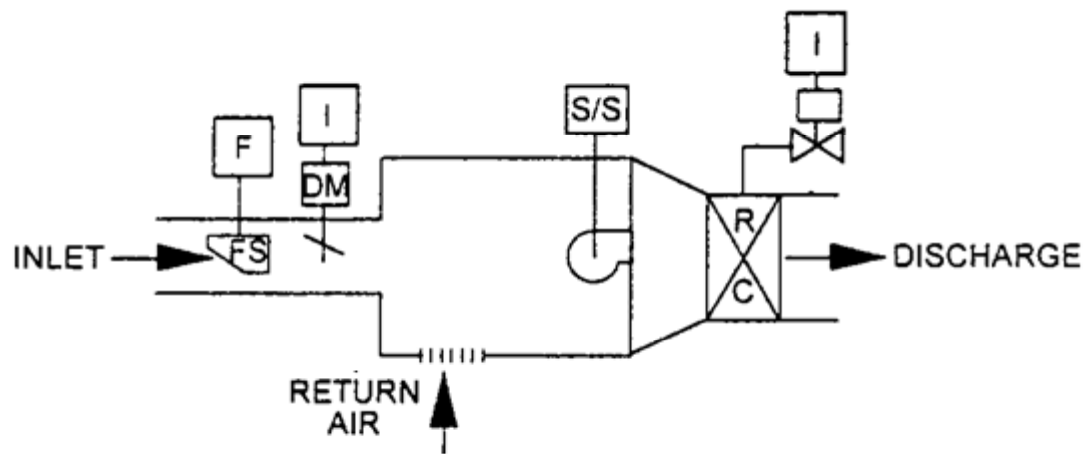 I
I
S/S
F
DM
R
INLET
FS
DISCHARGE
C
RETURN
AIR